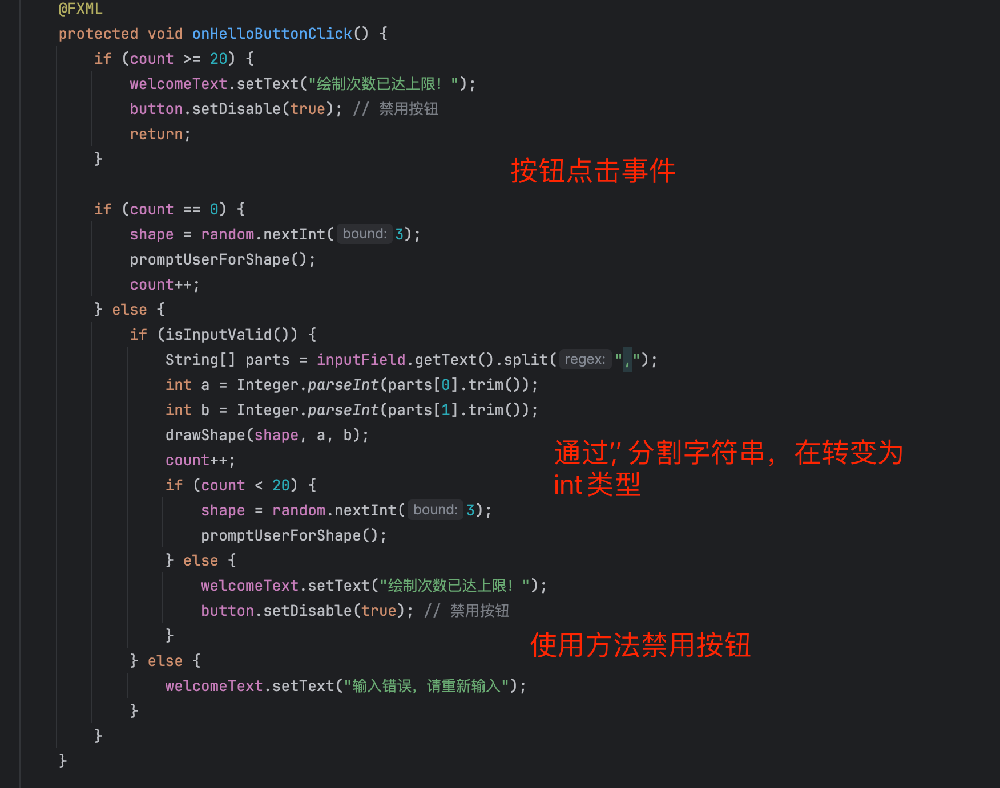 @FXML
protected void onHelloButtonClick() {
if (count >= 20) {
welcomeText.setText("绘制次数已达上限！");
button.setDisable(true); // 禁用按钮
return;
}
按钮点击事件
if (count == 0) {
shape = random.nextInt( bound: 3);
promptUserForShape();
count++;
} else {
if (isInputValid()) {
String[] parts = inputField.getText().split( regex: ",");
int a = Integer.parseInt(parts[0].trim());
int b = Integer.parseInt(parts[1].trim());
drawShape(shape, a, b);
通过‘,’ 分割字符串，在转变为
count++;
int 类型
if (count < 20) {
shape = random.nextInt( bound: 3);
promptUserForShape();
} else {
welcomeText.setText("绘制次数已达上限！");
button.setDisable(true); // 禁用按钮
}
使用方法禁用按钮
} else {
welcomeText.setText("输入错误，请重新输入");
}
}
}